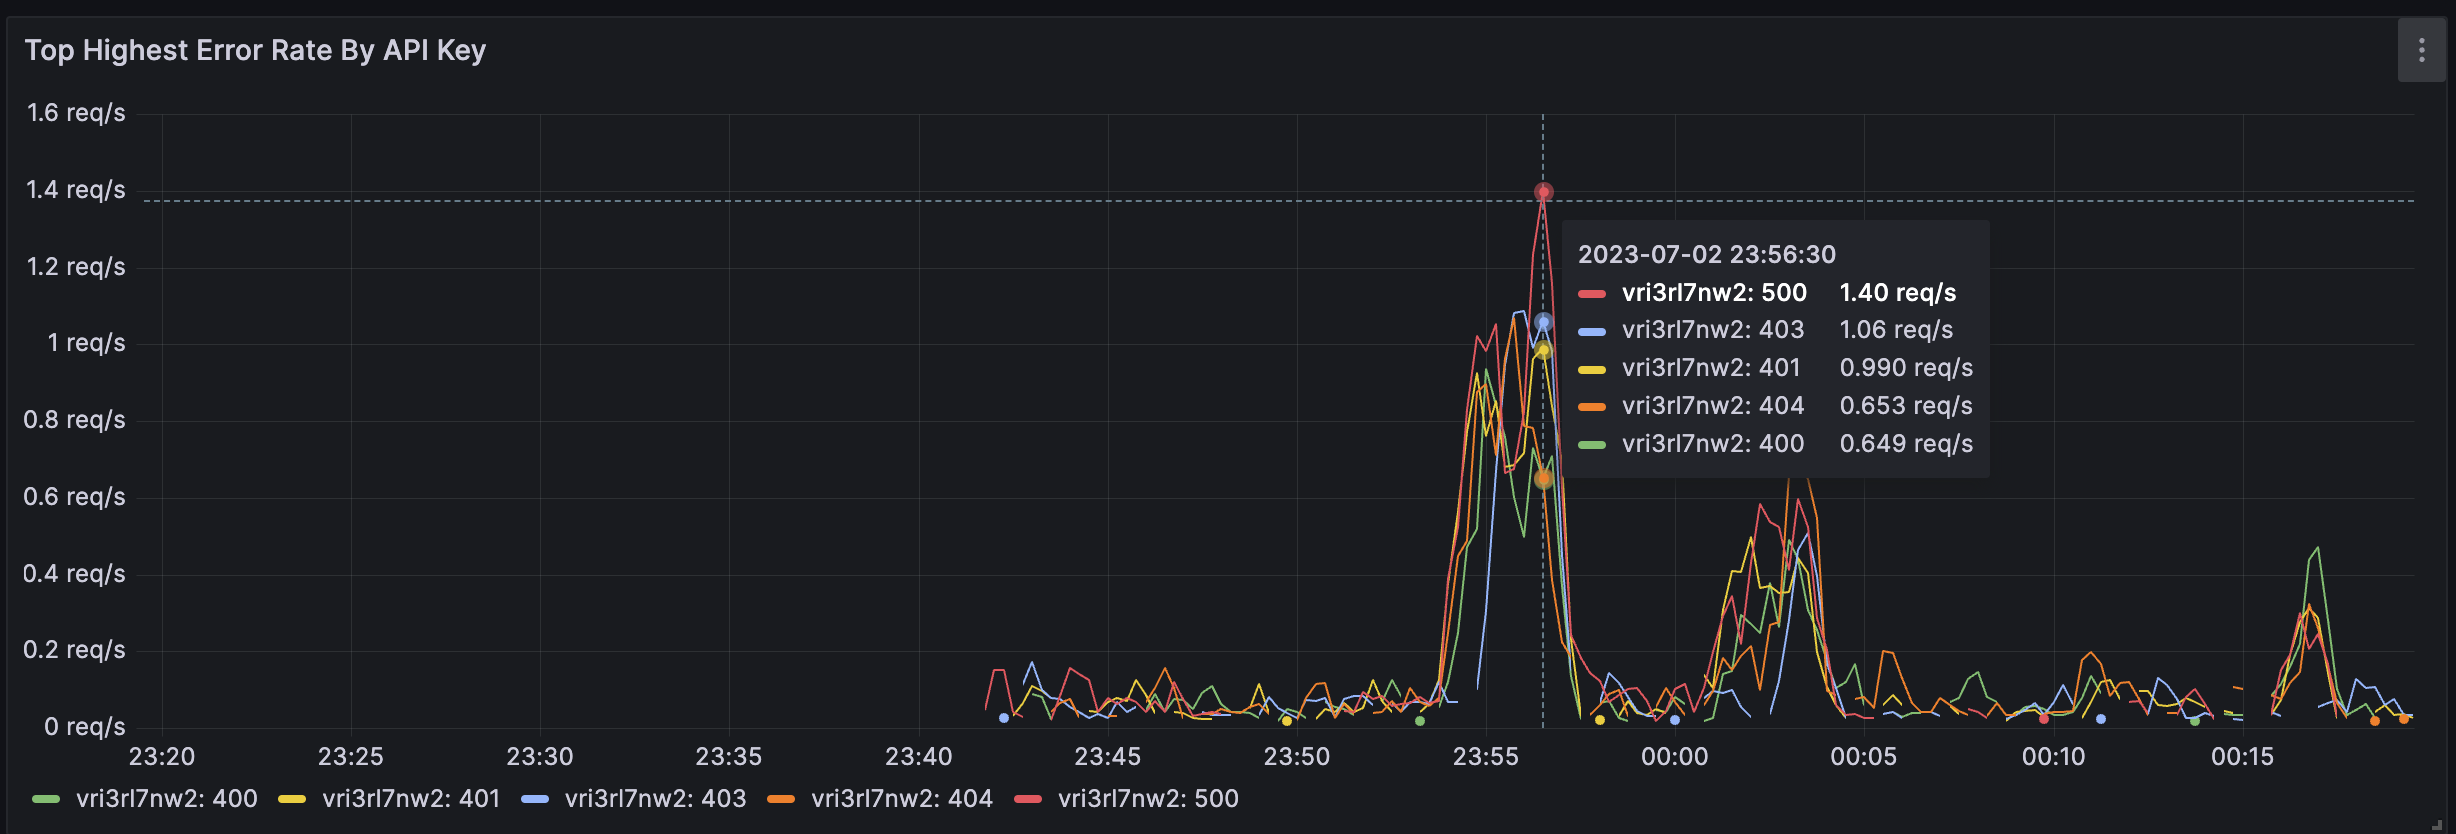 Top Highest Error Rate By API Key
1.6 req/s
1.4 req/s
1.2 req/s
1 req/s
0.8 req/s
0.6 req/s
0.4 req/s
0.2 req/s
0 req/s
2023-07-02 23:56:30
vri3rl7nw2: 500 1.40 req/s
vri3rl7nw2: 403 1.06 req/s
vri3rl7nw2: 401 0.990 req/s
vri3rl7nw2: 404 0.653 req/s
vri3rl7nw2: 400 0.649 req/s
23:20 23:25 23:30 23:35 23:40 23:45 23:50 23:55 00:00 00:05 00:10 00:15
vri3rl7nw2: 400 vri3rl7nw2: 401 vri3rl7nw2: 403 vri3rl7nw2: 404 vri3rl7nw2: 500